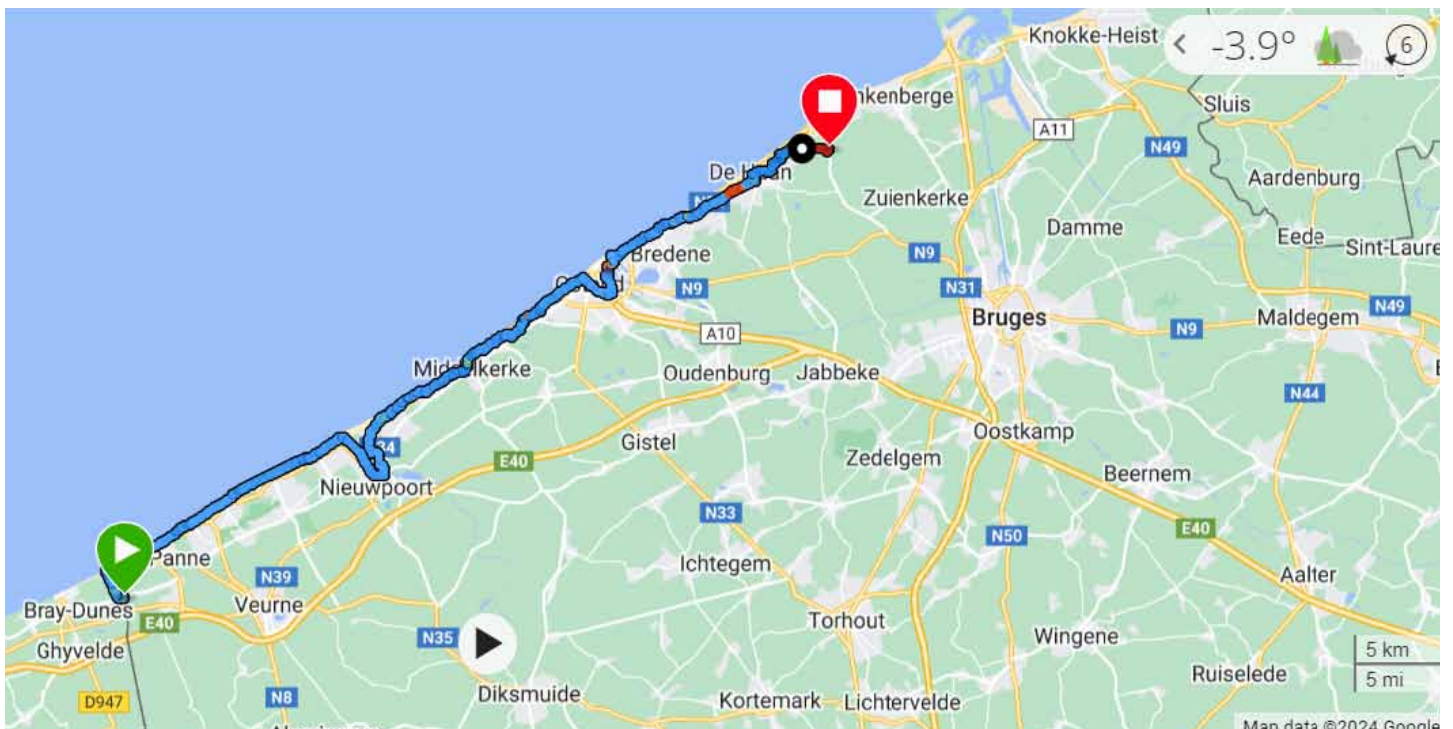 Knokke-Heist
-3.9°
6
nkenberge
Sluis
A11
N49
De Haan
Aardenburg
Zuienkerke
Damme
Eede
Sint-Laure
Bredene
N9
N9
N31
N49
Bruges
N9
Maldegem
A10
Middelkerke
Oudenburg
Jabbeke
N44
Oostkamp
Gistel
34
E40
Zedelgem
Beernem
Nieuwpoort
N33
N50
E40
Panne
Ichtegem
Aalter
N39
Bray-Dunes
Veurne
E40
Torhout
N35
Wingene
Ghyvelde
5 km
Ruiselede
5 mi
D947
N8
Diksmuide
Kortemark
Lichtervelde
Map data ©2024 Google